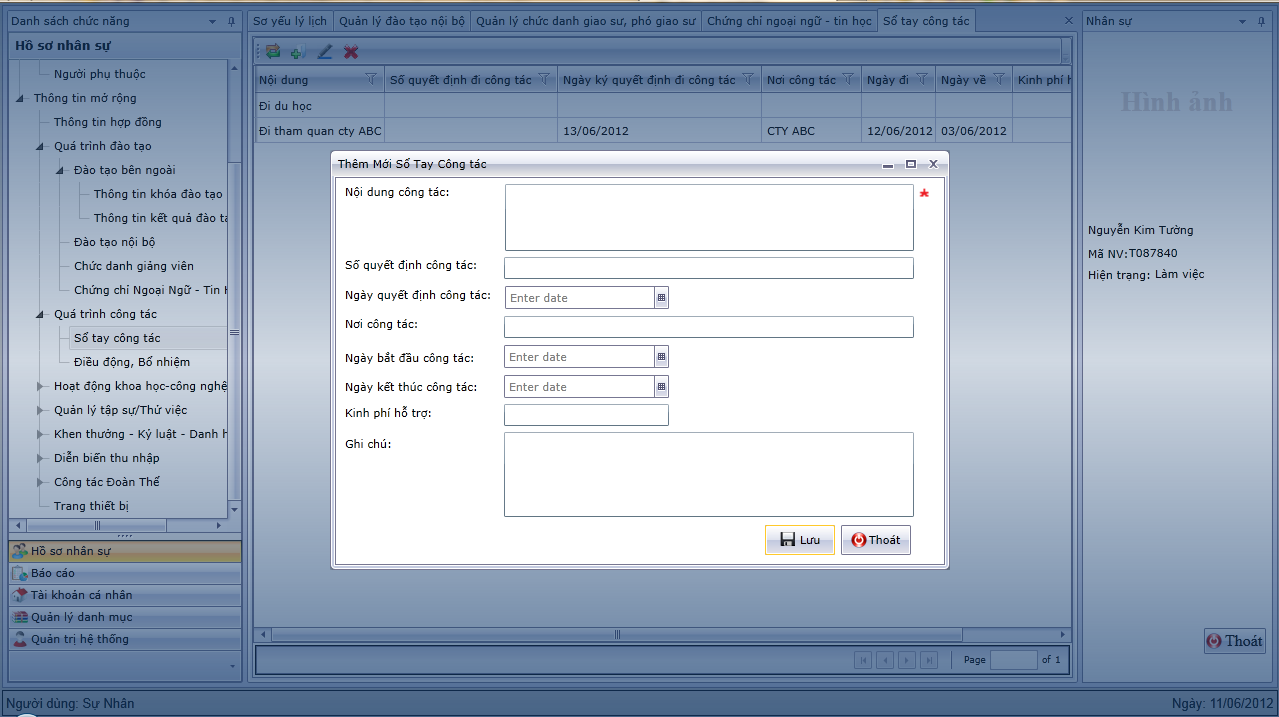 Danh sách chức năng
Hồ sơ nhân sự
Người phụ thuộc
Thông tin mở rộng
Thông tin hợp đồng
Quá trình đào tạo
Đào tạo bên ngoài
Thông tin khóa đào tạo
Thông tin kết quả đào tạ
Đào tạo nội bộ
Chức danh giảng viên
Chứng chỉ Ngoại Ngữ - Tin H
Quá trình công tác
Sổ tay công tác
Điều động, Bổ nhiệm
Hoạt động khoa học-công nghệ
Quản lý tập sự/Thử việc
Khen thưởng - Kỷ luật - Danh h
Diễn biến thu nhập
Công tác Đoàn Thể
Trang thiết bị
Hồ sơ nhân sự
Báo cáo
Tài khoản cá nhân
Quản lý danh mục
Quản trị hệ thống
Sơ yếu lý lịch Quản lý đào tạo nội bộ Quản lý chức danh giáo sư, phó giáo sư Chứng chỉ ngoại ngữ - tin học Sổ tay công tác
Nội dung Số quyết định đi công tác Ngày ký quyết định đi công tác Nơi công tác Ngày đi Ngày về Kinh phí h
Đi du học
Đi tham quan cty ABC 13/06/2012 CTY ABC 12/06/2012 03/06/2012
Thêm Mới Sổ Tay Công tác
Nội dung công tác:
Số quyết định công tác:
Ngày quyết định công tác: Enter date
Nơi công tác:
Ngày bắt đầu công tác: Enter date
Ngày kết thúc công tác: Enter date
Kinh phí hỗ trợ:
Ghi chú:
Lưu Thoát
Page of 1
Nhân sự
Hình ảnh
Nguyễn Kim Tường
Mã NV:T087840
Hiện trạng: Làm việc
Thoát
Người dùng: Sự Nhân
Ngày: 11/06/2012